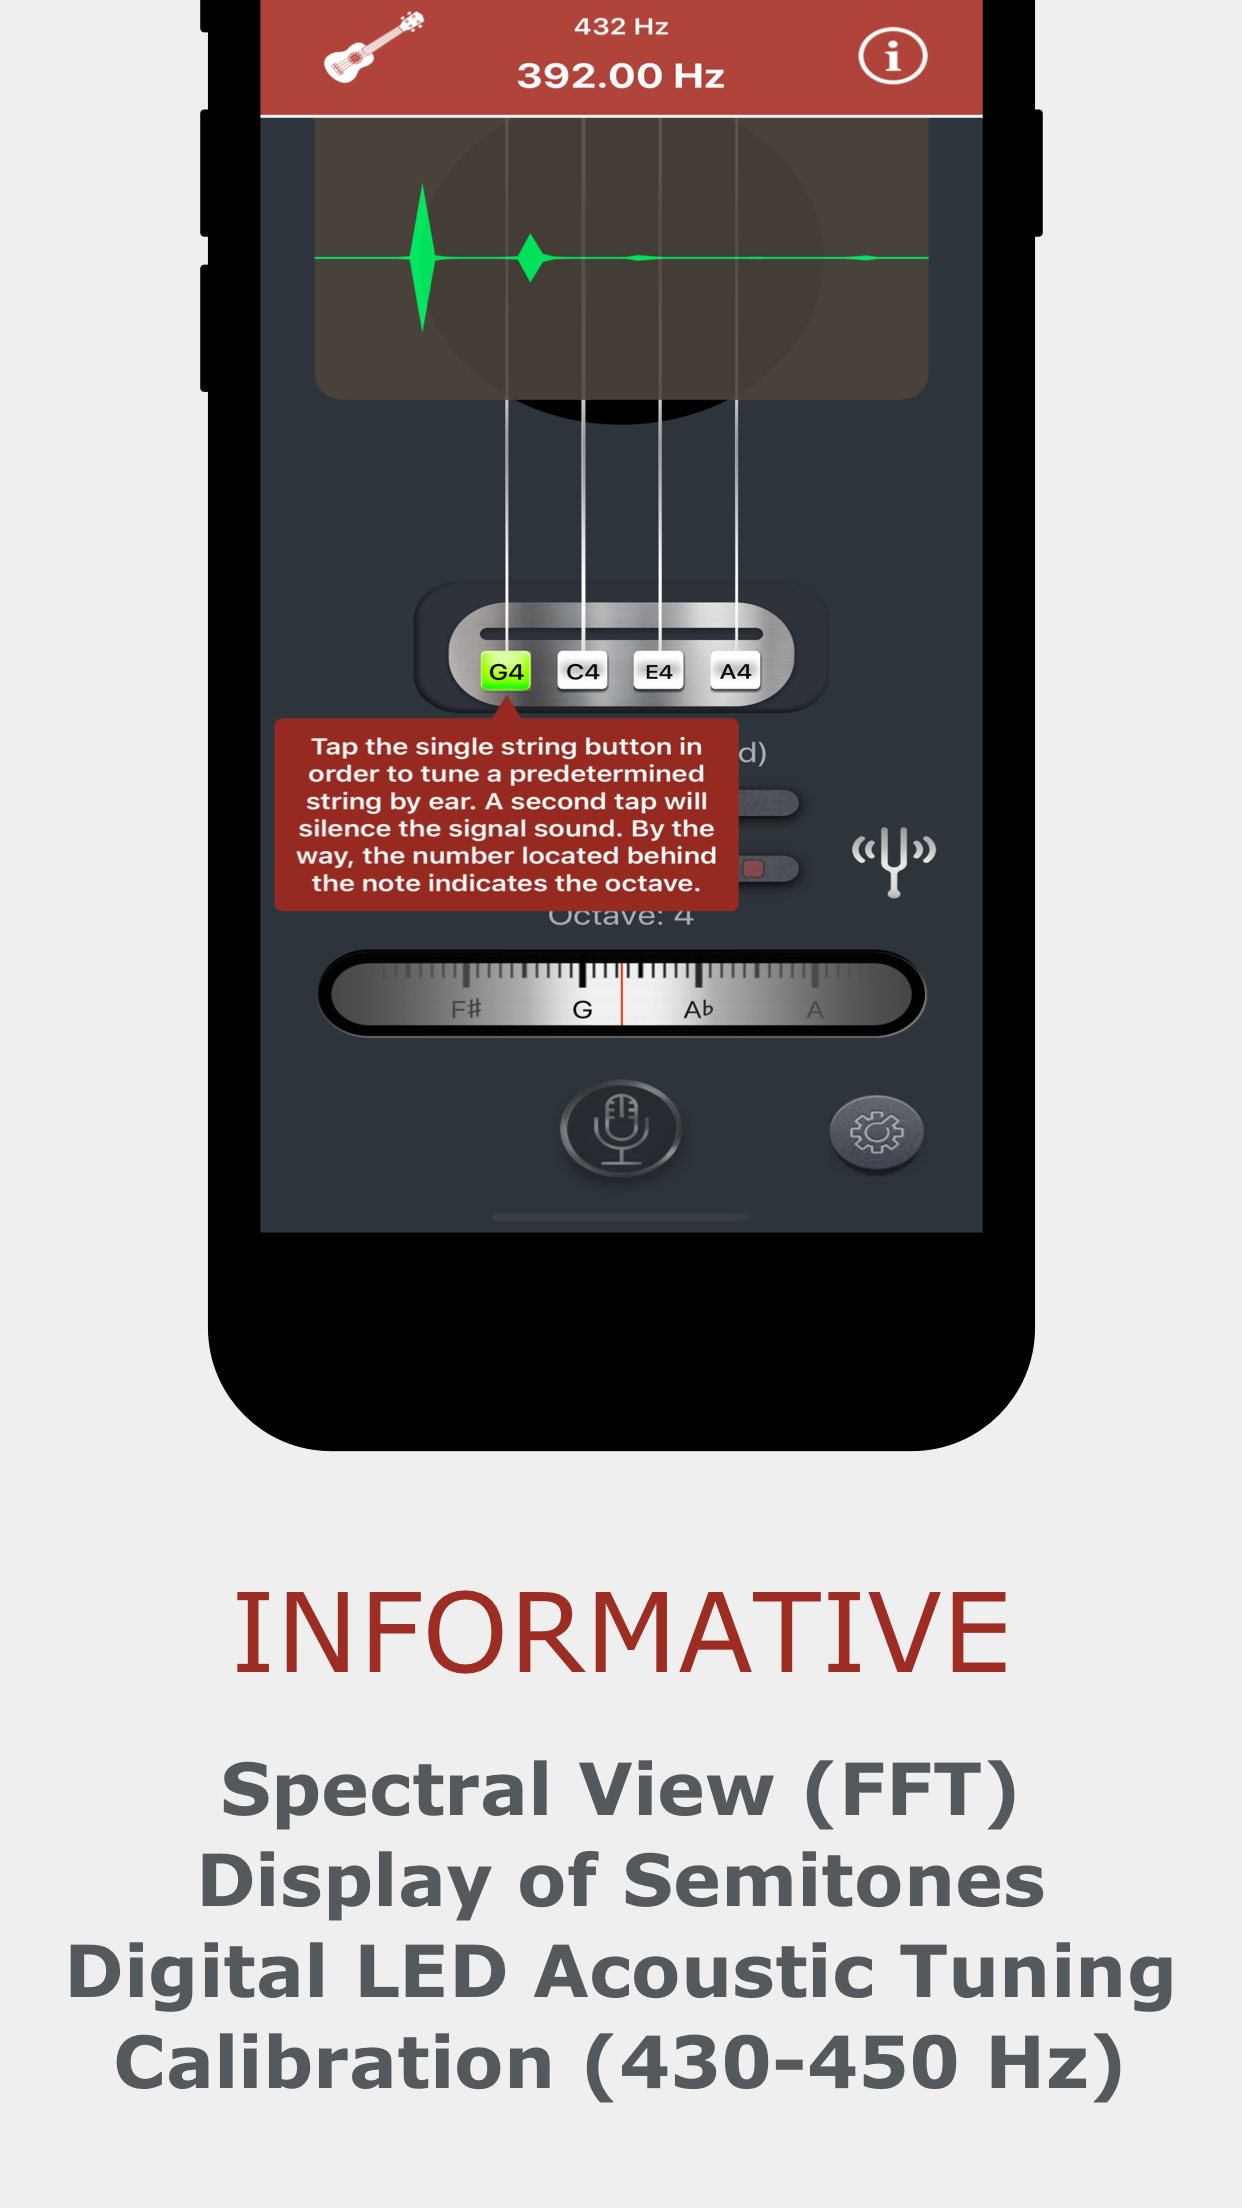 432 Hz
392.00 Hz
i
G4 C4 E4 A4
Tap the single string button in
order to tune a predetermined
string by ear. A second tap will
silence the signal sound. By the
way, the number located behind
the note indicates the octave.
d)
Octave: 4
F♯ G A♭ A
INFORMATIVE
Spectral View (FFT)
Display of Semitones
Digital LED Acoustic Tuning
Calibration (430-450 Hz)